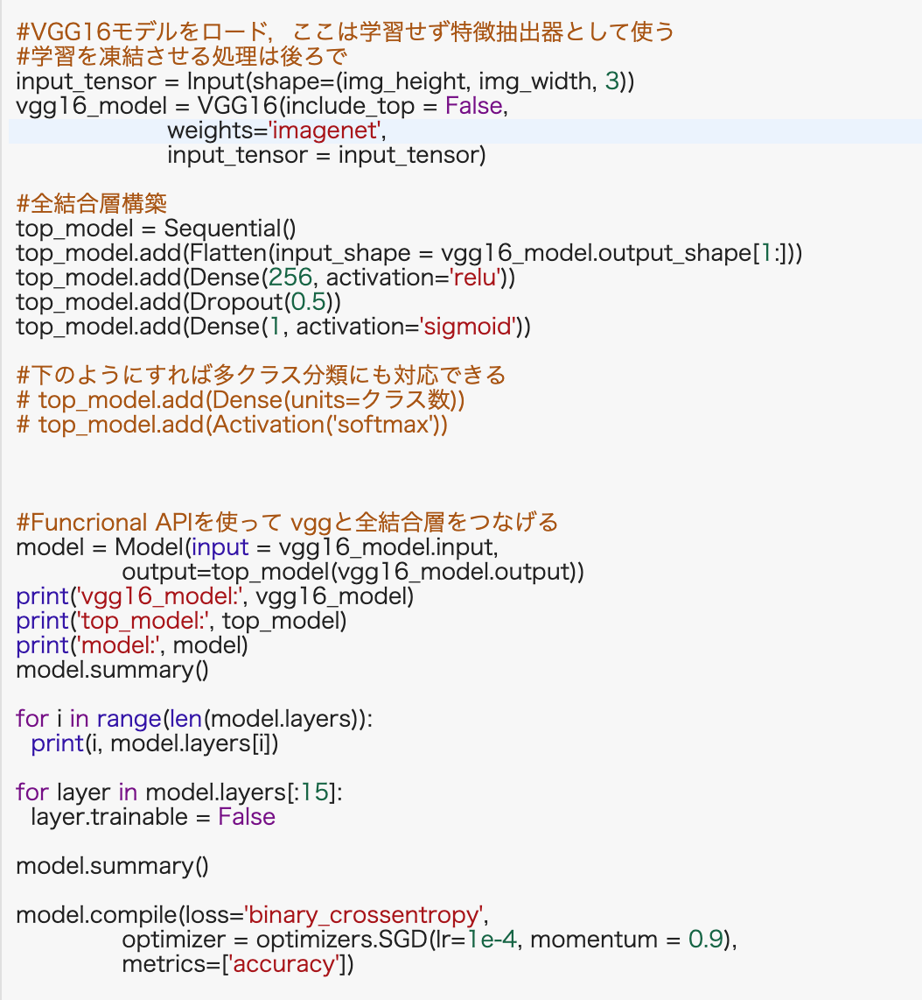 #VGG16モデルをロード，ここは学習せず特徴抽出器として使う
#学習を凍結させる処理は後ろで
input_tensor = Input(shape=(img_height, img_width, 3))
vgg16_model = VGG16(include_top = False,
weights='imagenet',
input_tensor = input_tensor)
#全結合層構築
top_model = Sequential()
top_model.add(Flatten(input_shape = vgg16_model.output_shape[1:]))
top_model.add(Dense(256, activation='relu'))
top_model.add(Dropout(0.5))
top_model.add(Dense(1, activation='sigmoid'))
#下のようにすれば多クラス分類にも対応できる
# top_model.add(Dense(units=クラス数))
# top_model.add(Activation('softmax'))
#Funcrional APIを使って vggと全結合層をつなげる
model = Model(input = vgg16_model.input,
output=top_model(vgg16_model.output))
print('vgg16_model:', vgg16_model)
print('top_model:', top_model)
print('model:', model)
model.summary()
for i in range(len(model.layers)):
print(i, model.layers[i])
for layer in model.layers[:15]:
layer.trainable = False
model.summary()
model.compile(loss='binary_crossentropy',
optimizer = optimizers.SGD(lr=1e-4, momentum = 0.9),
metrics=['accuracy'])